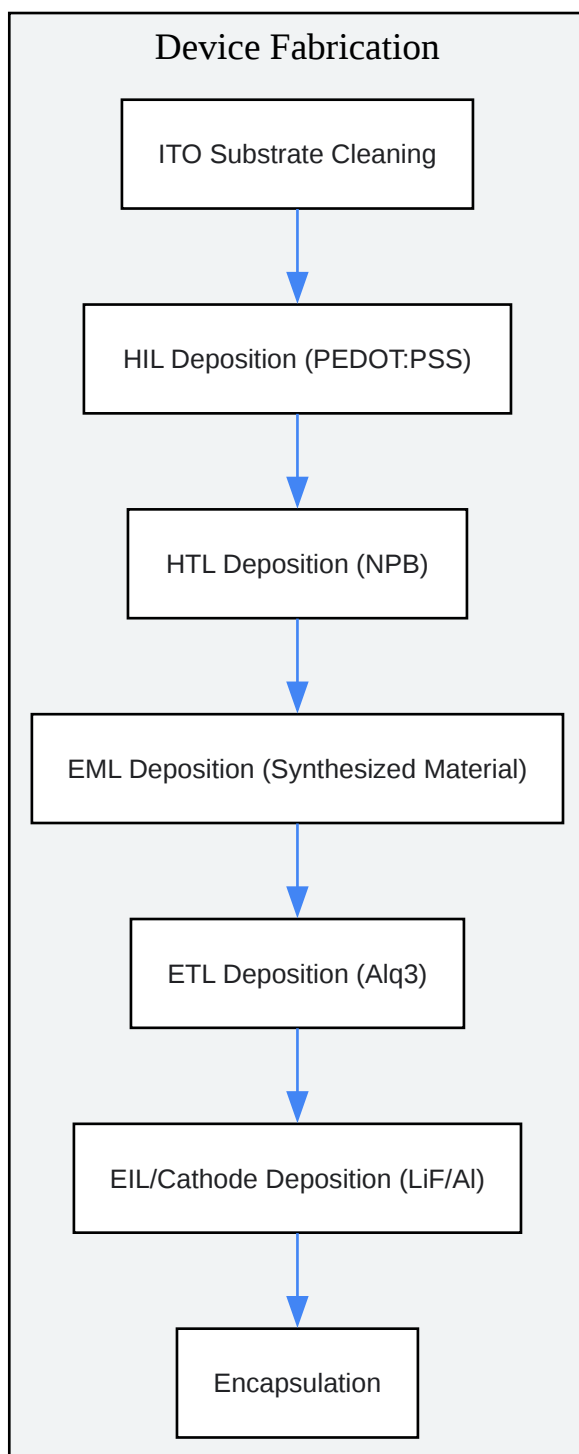 Device Fabrication
ITO Substrate Cleaning
HIL Deposition (PEDOT:PSS)
HTL Deposition (NPB)
EML Deposition (Synthesized Material)
ETL Deposition (Alq3)
EIL/Cathode Deposition (LiF/Al)
Encapsulation